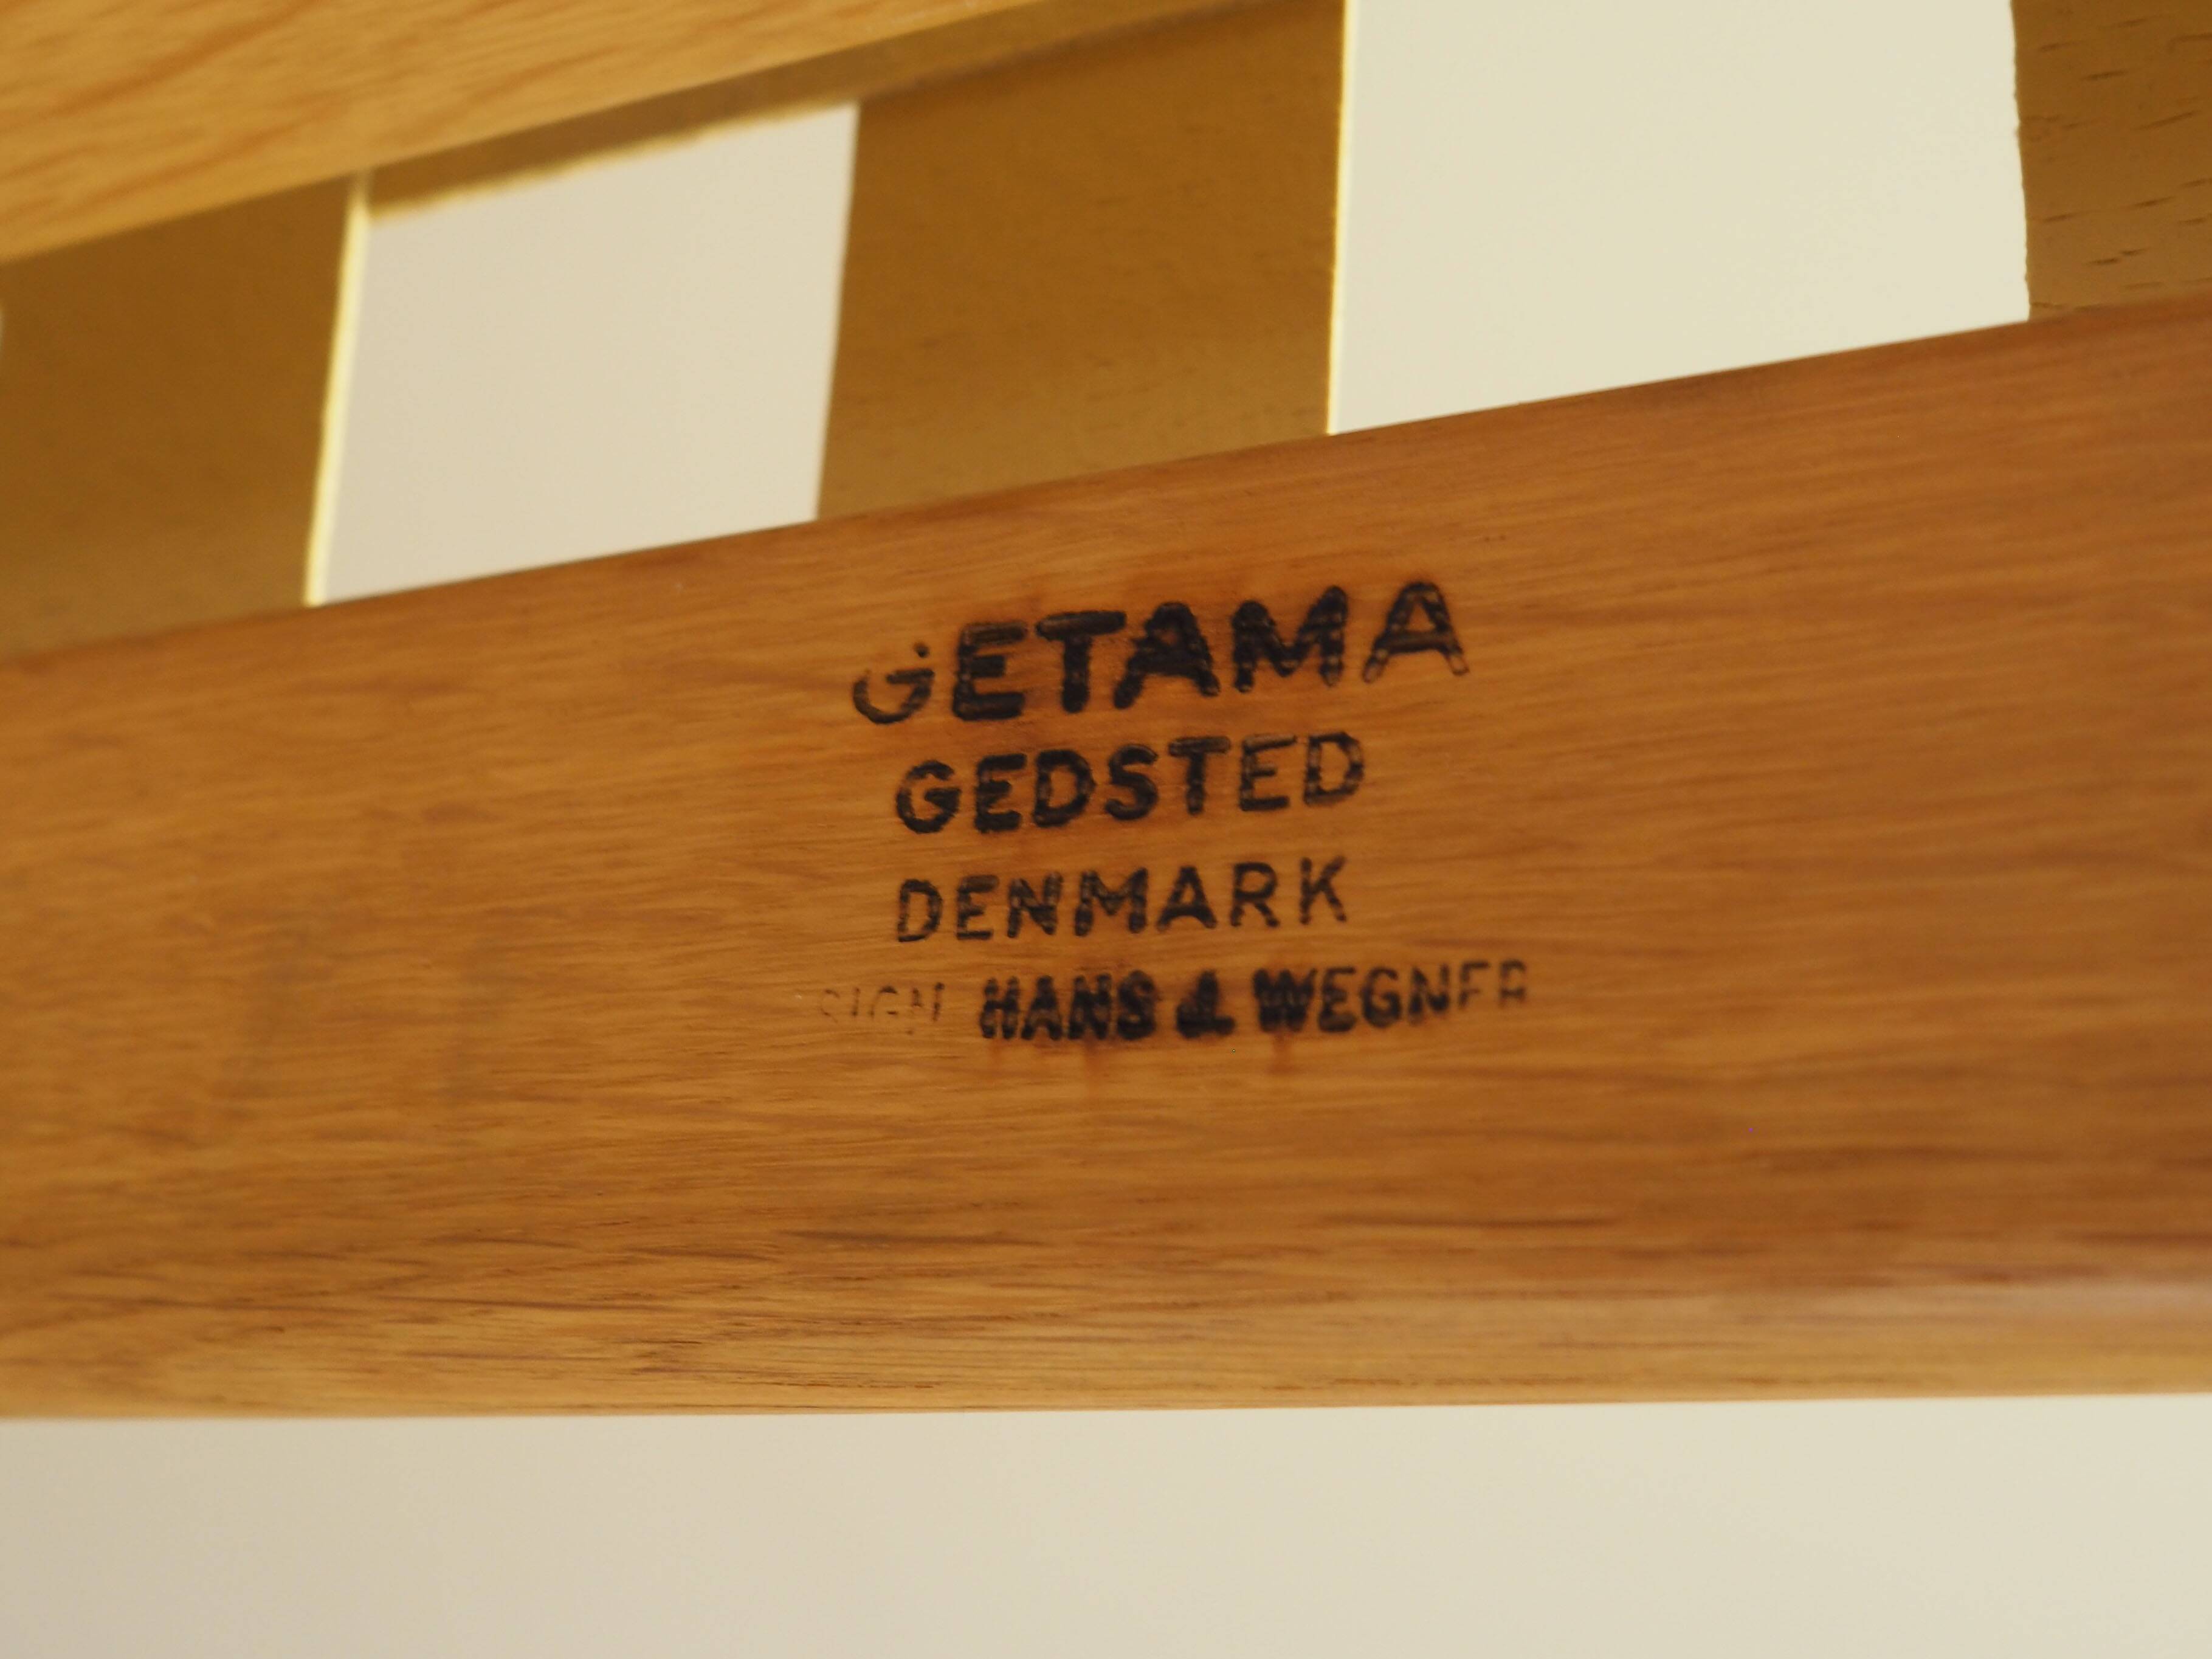 GETAMA
GEDSTED
DENMARK
HANS J. WEGNER